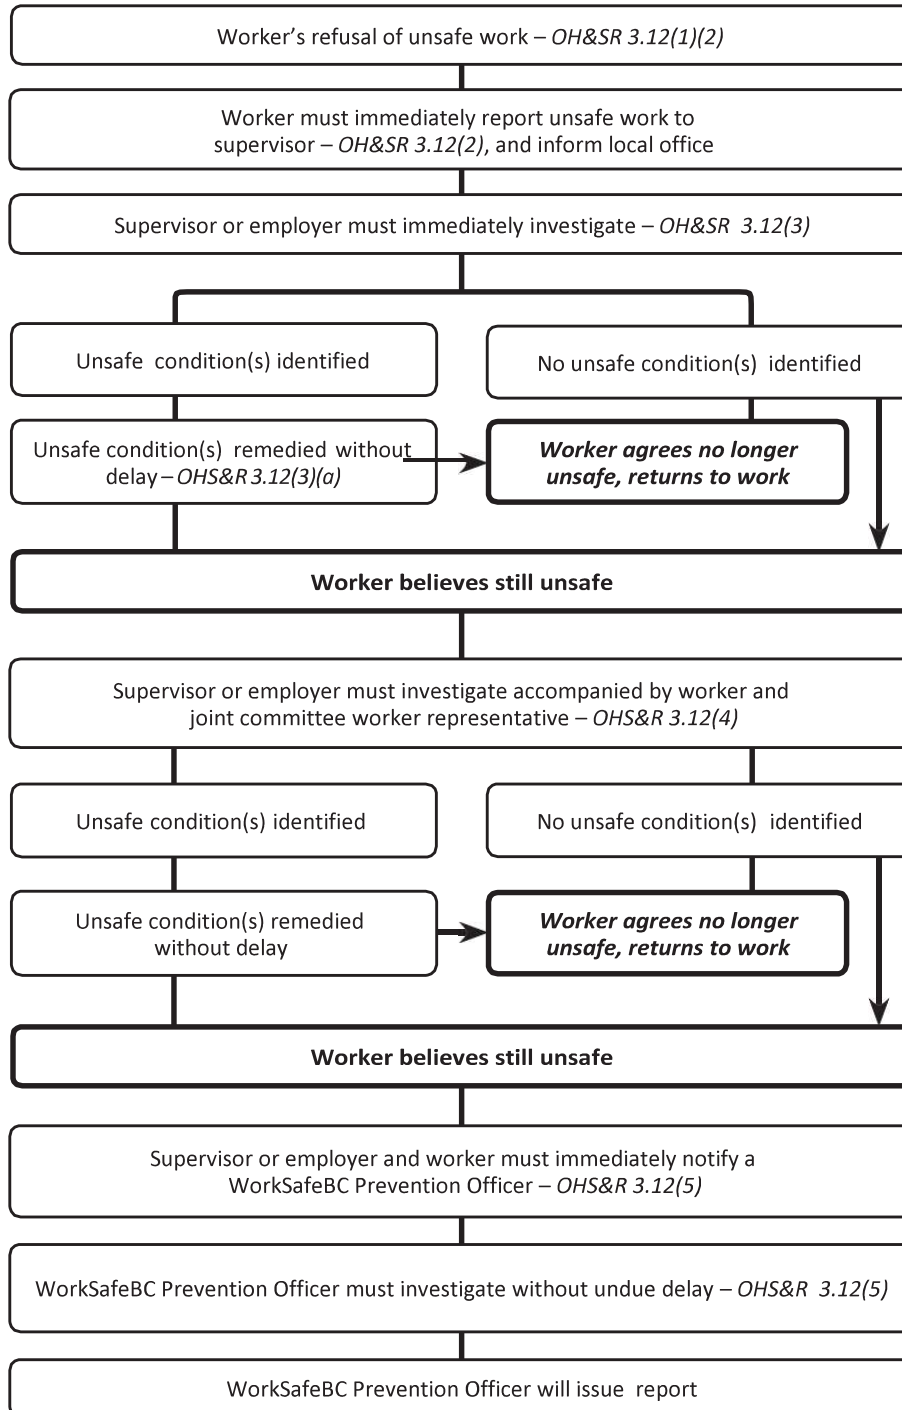 Worker’s refusal of unsafe work – OH&SR 3.12(1)(2)
Worker must immediately report unsafe work to
supervisor – OH&SR 3.12(2), and inform local office
Supervisor or employer must immediately investigate – OH&SR 3.12(3)
Unsafe condition(s) identified
No unsafe condition(s) identified
Unsafe condition(s) remedied without
delay – OHS&R 3.12(3)(a)
Worker agrees no longer
unsafe, returns to work
Worker believes still unsafe
Supervisor or employer must investigate accompanied by worker and
joint committee worker representative – OHS&R 3.12(4)
Unsafe condition(s) identified
No unsafe condition(s) identified
Unsafe condition(s) remedied
without delay
Worker agrees no longer
unsafe, returns to work
Worker believes still unsafe
Supervisor or employer and worker must immediately notify a
WorkSafeBC Prevention Officer – OHS&R 3.12(5)
WorkSafeBC Prevention Officer must investigate without undue delay – OHS&R 3.12(5)
WorkSafeBC Prevention Officer will issue report